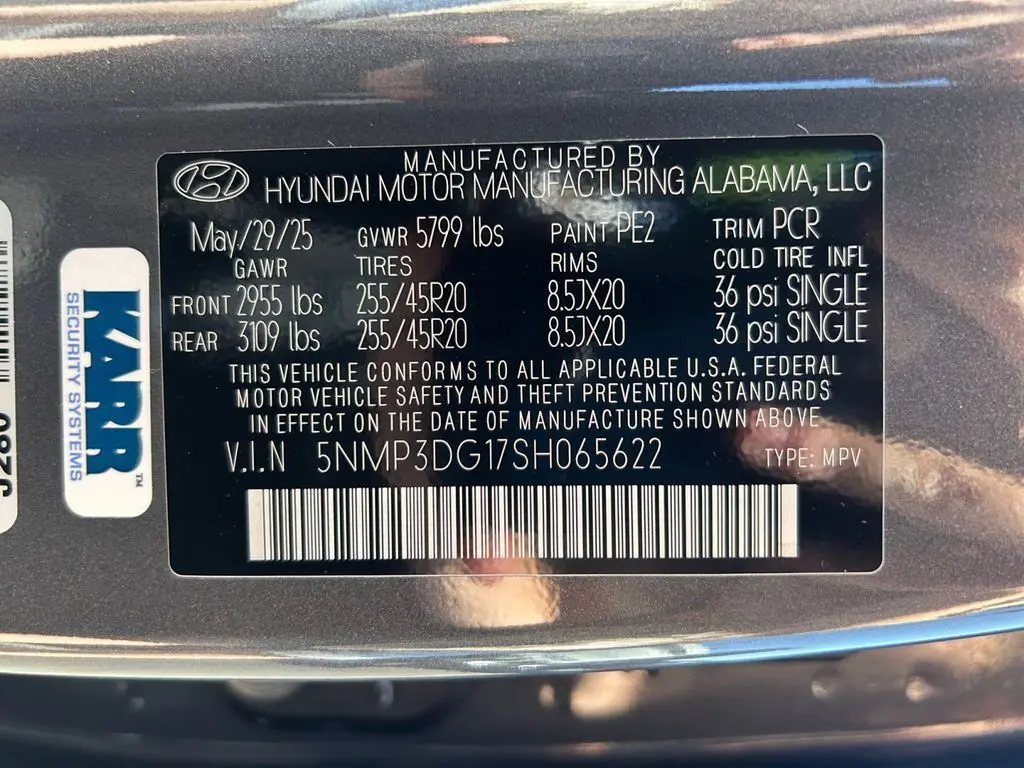 MANUFACTURED BY
HYUNDAI MOTOR MANUFACTURING ALABAMA, LLC
May/29/25 GVWR 5799 lbs PAINT PE2 TRIM PCR
GAWR TIRES RIMS COLD TIRE INFL
FRONT 2955 lbs 255/45R20 8.5JX20 36 psi SINGLE
REAR 3109 lbs 255/45R20 8.5JX20 36 psi SINGLE
THIS VEHICLE CONFORMS TO ALL APPLICABLE U.S.A. FEDERAL
MOTOR VEHICLE SAFETY AND THEFT PREVENTION STANDARDS
IN EFFECT ON THE DATE OF MANUFACTURE SHOWN ABOVE
V.I.N 5NMP3DG17SH065622 TYPE: MPV
KARR™
SECURITY SYSTEMS